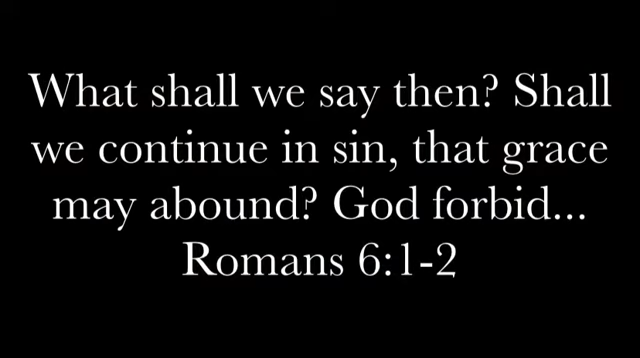 What shall we say then? Shall
we continue in sin, that grace
may abound? God forbid...
Romans 6:1-2